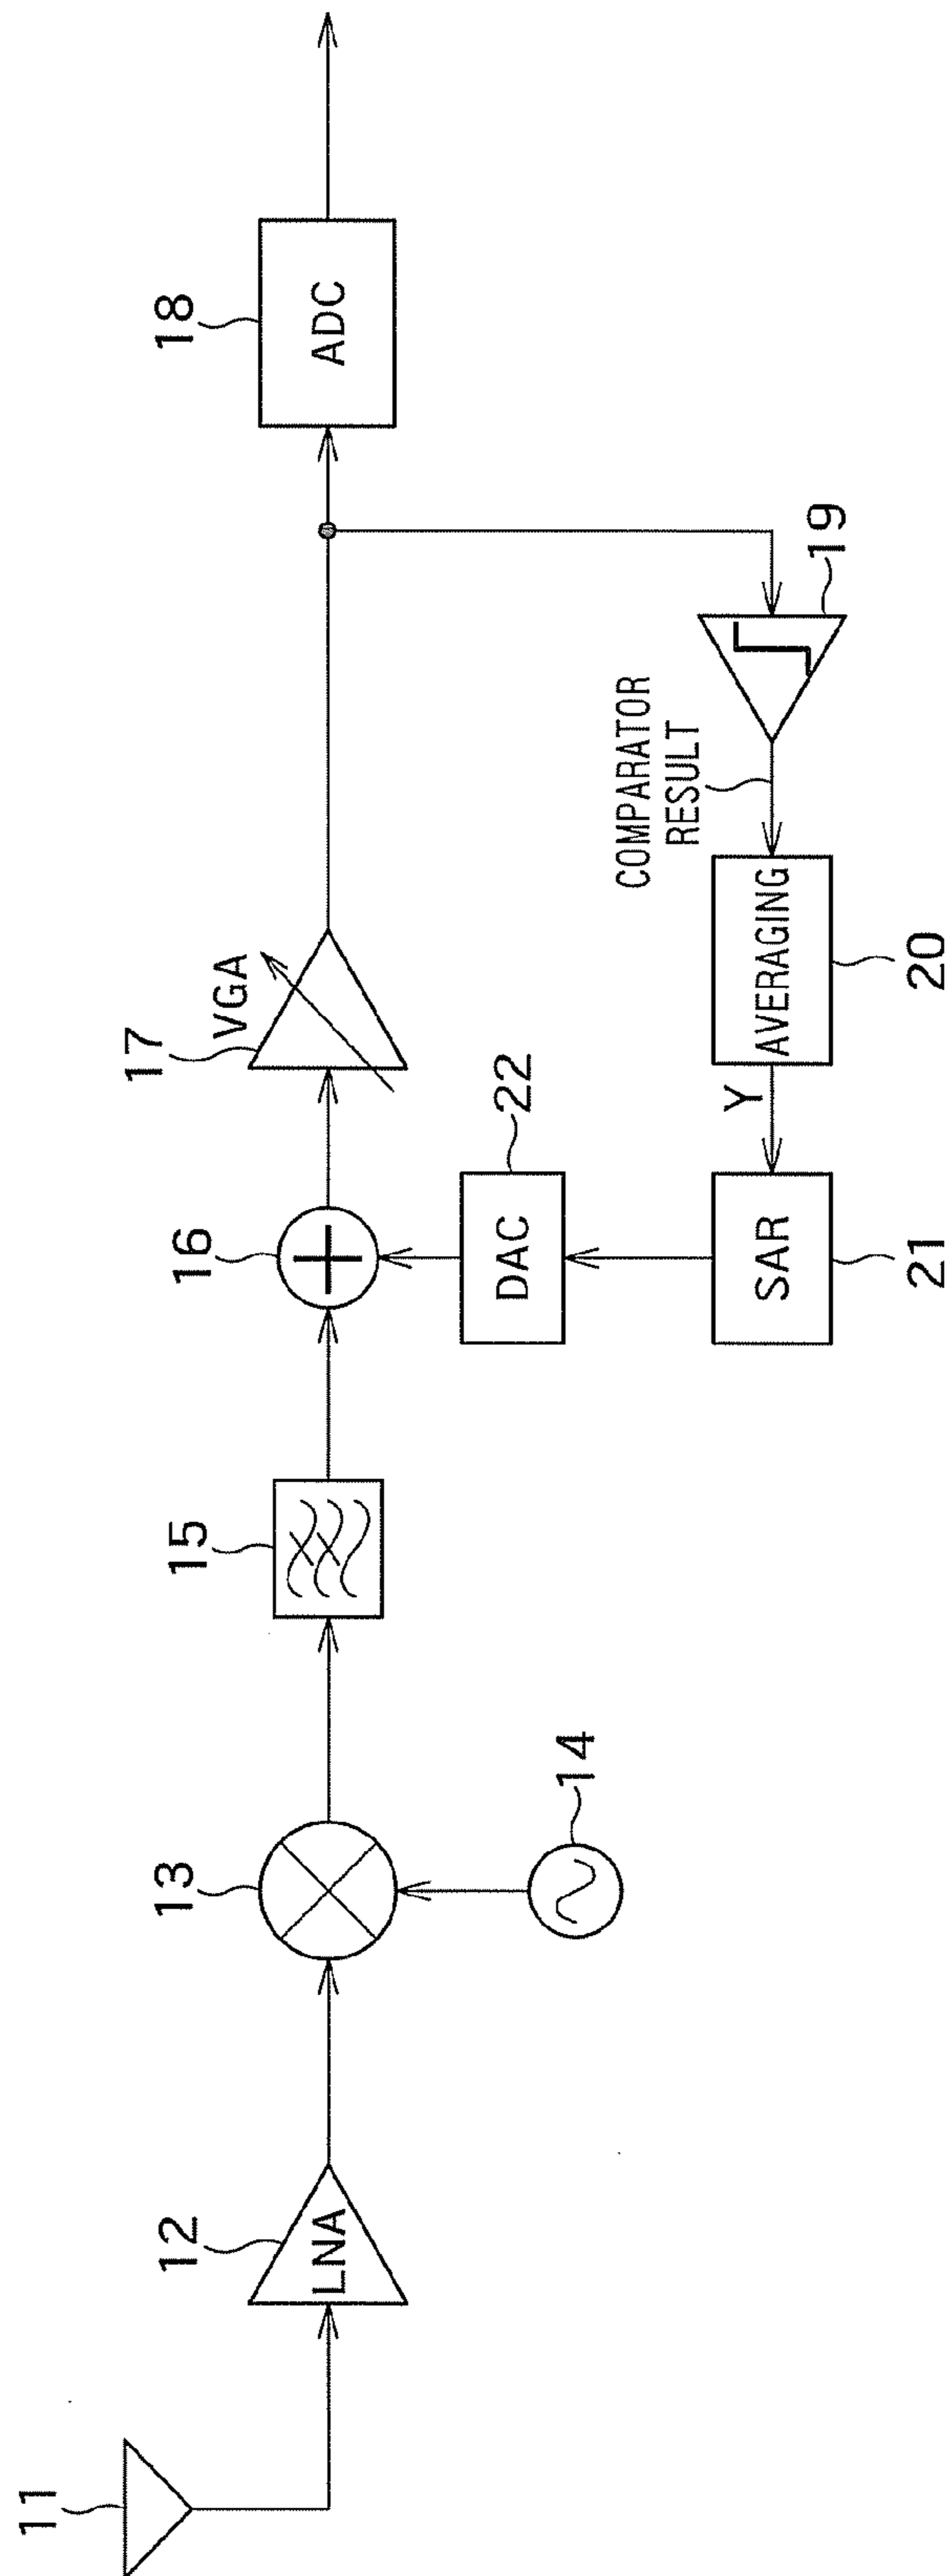 11
12
LNA
13
14
15
16
17
VGA
18
ADC
19
COMPARATOR
RESULT
AVERAGING
20
Y
SAR
21
DAC
22